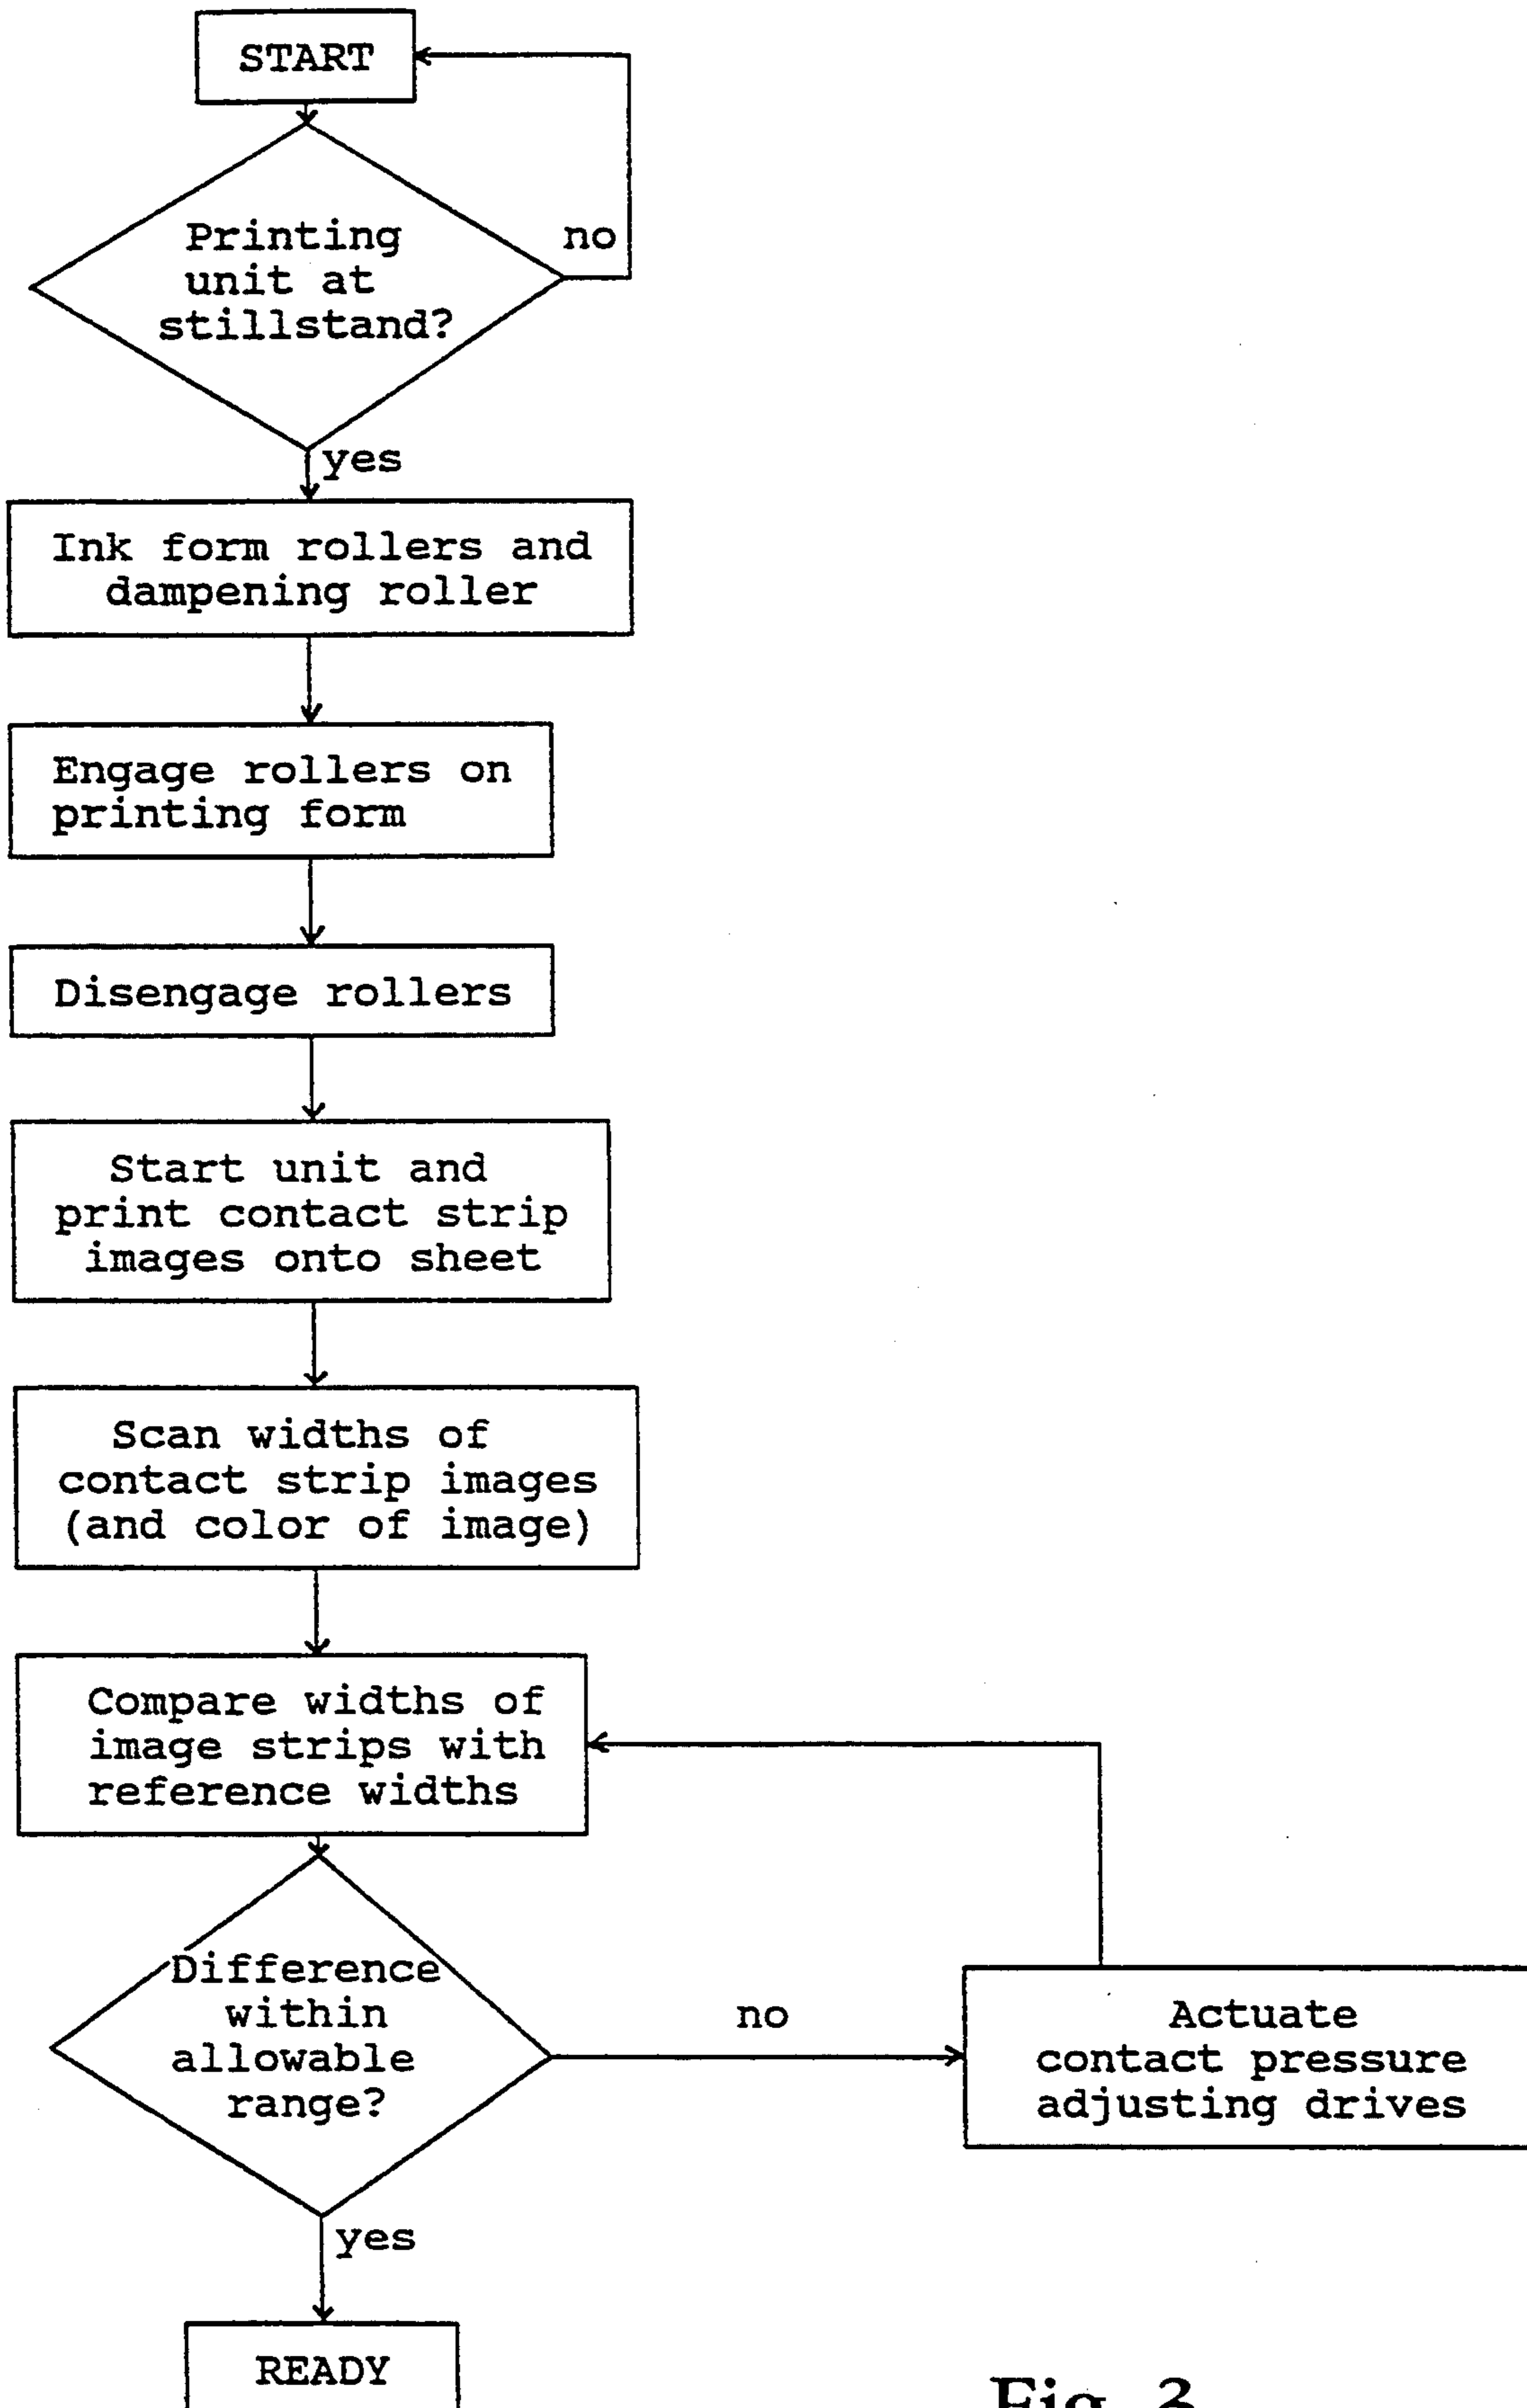 START
Printing
unit at
stillstand?
no
yes
Ink form rollers and
dampening roller
Engage rollers on
printing form
Disengage rollers
Start unit and
print contact strip
images onto sheet
Scan widths of
contact strip images
(and color of image)
Compare widths of
image strips with
reference widths
Difference
within
allowable
range?
no
Actuate
contact pressure
adjusting drives
yes
READY
Fig. 3